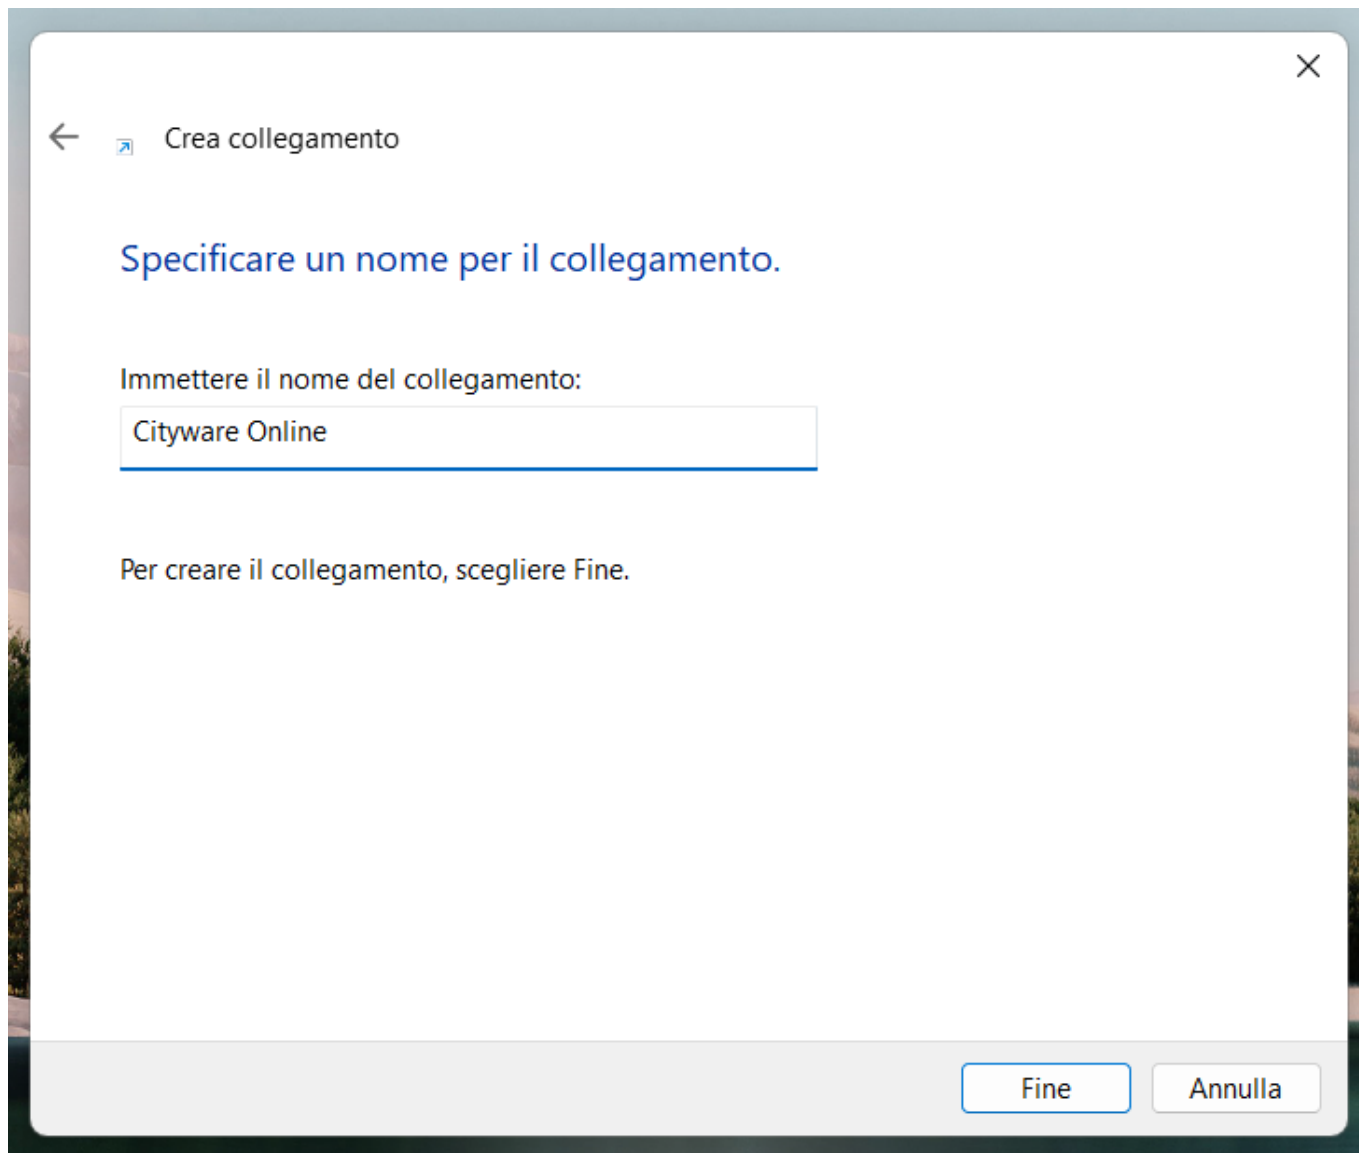 Crea collegamento
Specificare un nome per il collegamento.
Immettere il nome del collegamento:
Cityware Online
Per creare il collegamento, scegliere Fine.
Fine
Annulla